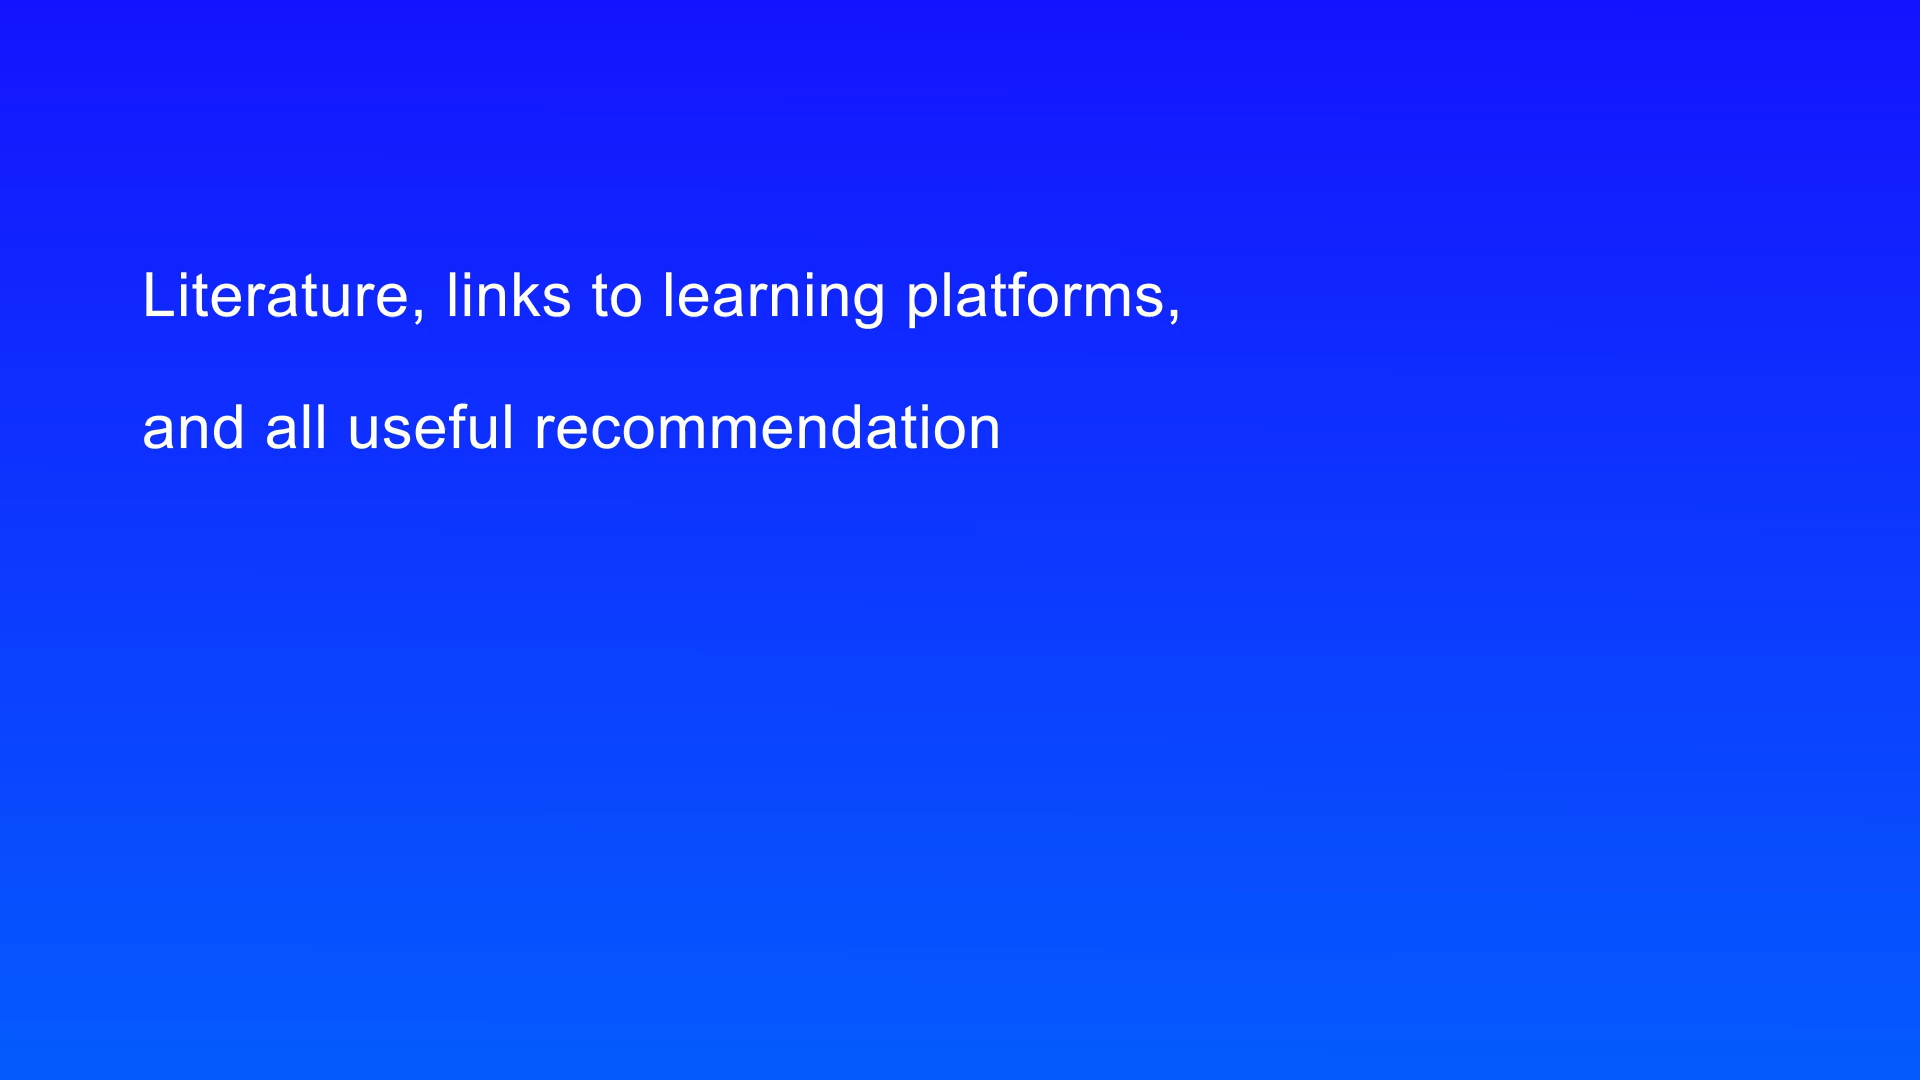 Literature, links to learning platforms,
and all useful recommendation